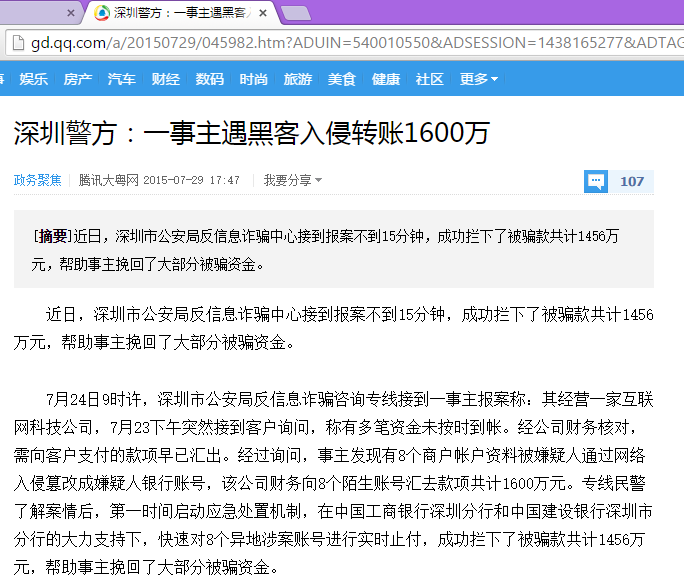 深圳警方：一事主遇黑客
gd.qq.com/a/20150729/045982.htm?ADUIN=540010550&ADSESSION=1438165277&ADTAG
娱乐 房产 汽车 财经 数码 时尚 旅游 美食 健康 社区 更多
深圳警方：一事主遇黑客入侵转账1600万
政务聚焦 腾讯大粤网 2015-07-29 17:47 我要分享 107
[摘要]近日，深圳市公安局反信息诈骗中心接到报案不到15分钟，成功拦下了被骗款共计1456万
元，帮助事主挽回了大部分被骗资金。
近日，深圳市公安局反信息诈骗中心接到报案不到15分钟，成功拦下了被骗款共计1456
万元，帮助事主挽回了大部分被骗资金。
7月24日9时许，深圳市公安局反信息诈骗咨询专线接到一事主报案称：其经营一家互联
网科技公司，7月23下午突然接到客户询问，称有多笔资金未按时到帐。经公司财务核对，
需向客户支付的款项早已汇出。经过询问，事主发现有8个商户帐户资料被嫌疑人通过网络
入侵篡改成嫌疑人银行账号，该公司财务向8个陌生账号汇去款项共计1600万元。专线民警
了解案情后，第一时间启动应急处置机制，在中国工商银行深圳分行和中国建设银行深圳市
分行的大力支持下，快速对8个异地涉案账号进行实时止付，成功拦下了被骗款共计1456万
元，帮助事主挽回了大部分被骗资金。